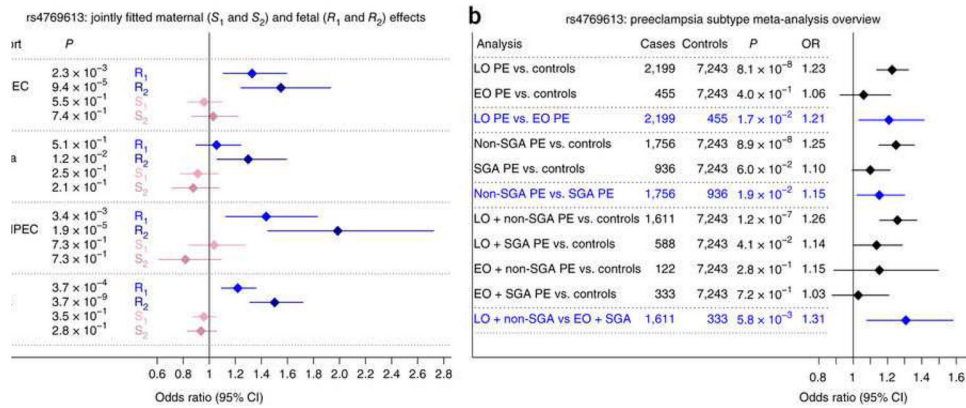 rs4769613: jointly fitted maternal (S₁ and S₂) and fetal (R₁ and R₂) effects
P
2.3 × 10⁻³ R₁
9.4 × 10⁻⁵ R₂
5.5 × 10⁻¹ S₁
7.4 × 10⁻¹ S₂
5.1 × 10⁻¹ R₁
1.2 × 10⁻² R₂
2.5 × 10⁻¹ S₁
2.1 × 10⁻¹ S₂
3.4 × 10⁻³ R₁
1.9 × 10⁻⁵ R₂
7.3 × 10⁻¹ S₁
7.3 × 10⁻¹ S₂
3.7 × 10⁻⁴ R₁
3.7 × 10⁻⁹ R₂
3.5 × 10⁻¹ S₁
2.8 × 10⁻¹ S₂
0.6 0.8 1 1.2 1.4 1.6 1.8 2.0 2.2 2.4 2.6 2.8
Odds ratio (95% CI)
b
rs4769613: preeclampsia subtype meta-analysis overview
Analysis Cases Controls P OR
LO PE vs. controls 2,199 7,243 8.1 × 10⁻⁸ 1.23
EO PE vs. controls 455 7,243 4.0 × 10⁻¹ 1.06
LO PE vs. EO PE 2,199 455 1.7 × 10⁻² 1.21
Non-SGA PE vs. controls 1,756 7,243 8.9 × 10⁻⁸ 1.25
SGA PE vs. controls 936 7,243 6.0 × 10⁻² 1.10
Non-SGA PE vs. SGA PE 1,756 936 1.9 × 10⁻² 1.15
LO + non-SGA PE vs. controls 1,611 7,243 1.2 × 10⁻⁷ 1.26
LO + SGA PE vs. controls 588 7,243 4.1 × 10⁻² 1.14
EO + non-SGA PE vs. controls 122 7,243 2.8 × 10⁻¹ 1.15
EO + SGA PE vs. controls 333 7,243 7.2 × 10⁻¹ 1.03
LO + non-SGA vs EO + SGA 1,611 333 5.8 × 10⁻³ 1.31
0.8 1 1.2 1.4 1.6
Odds ratio (95% CI)